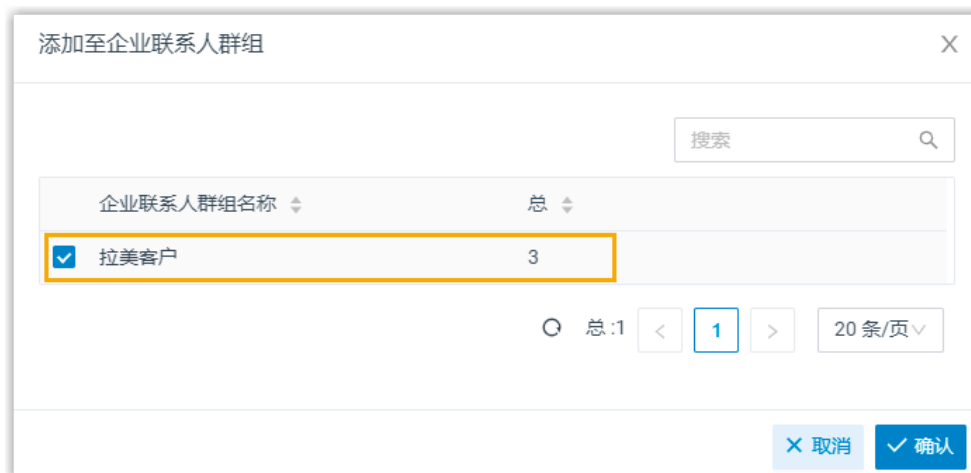 添加至企业联系人群组
搜索
企业联系人群组名称 总
拉美客户 3
总 :1 < 1 > 20 条/页
取消 确认